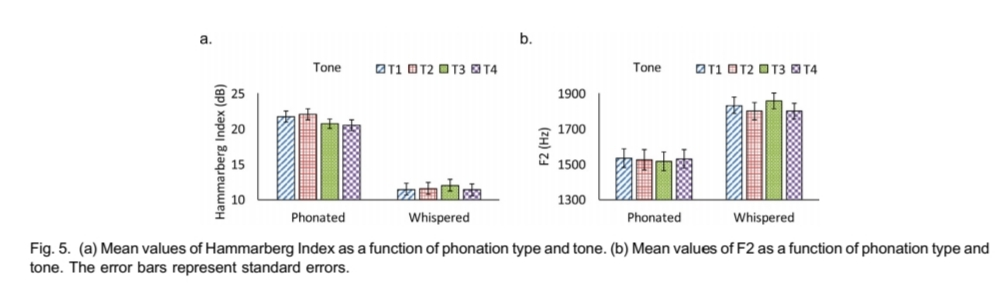 a.
Tone T1 T2 T3 T4
Hammarberg Index (dB)
25
20
15
10
Phonated Whispered
b.
Tone T1 T2 T3 T4
F2 (Hz)
1900
1700
1500
1300
Phonated Whispered
Fig. 5. (a) Mean values of Hammarberg Index as a function of phonation type and tone. (b) Mean values of F2 as a function of phonation type and
tone. The error bars represent standard errors.